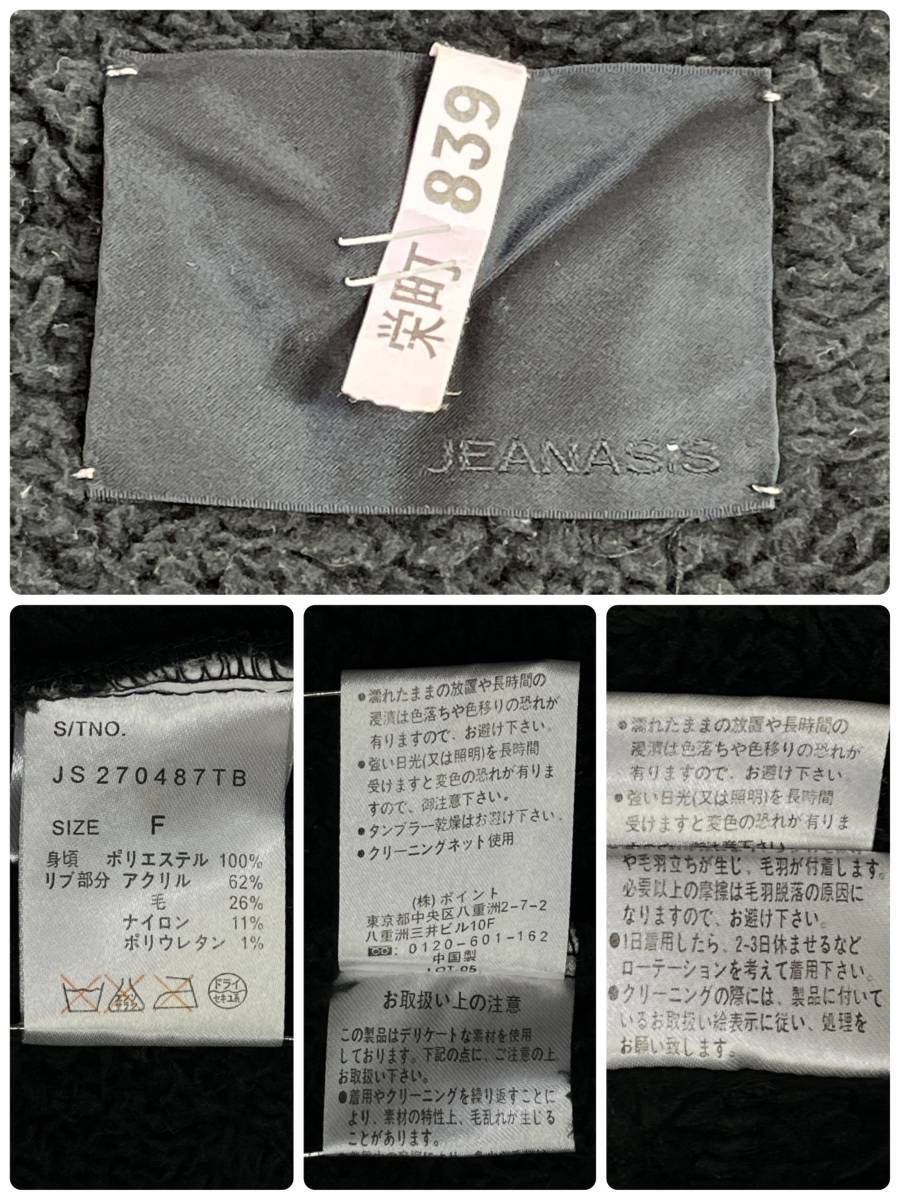 栄町 839
JEANASiS
S/TNO.
JS270487TB
SIZE F
身頃 ポリエステル 100%
リブ部分 アクリル 62%
毛 26%
ナイロン 11%
ポリウレタン 1%
ドライ
セキユ系
●濡れたままの放置や長時間の
浸漬は色落ちや色移りの恐れが
有りますので、お避け下さい。
●強い日光(又は照明)を長時間
受けますと変色の恐れが有りま
すので、御注意下さい。
●タンブラー乾燥はお避け下さい。
●クリーニングネット使用
(株)ポイント
東京都中央区八重洲2-7-2
八重洲三井ビル10F
:0120-601-162
中国製
LOT 05
お取扱い上の注意
この製品はデリケートな素材を使用
しております。下記の点に、ご注意の上
お取扱い下さい。
●着用やクリーニングを繰り返すことに
より、素材の特性上、毛乱れが生じる
ことがあります。
●濡れたままの放置や長時間の
浸漬は色落ちや色移りの恐れが
有りますので、お避け下さい。
●強い日光(又は照明)を長時間
受けますと変色の恐れが有りま
や毛羽立ちが生じ、毛羽が付着します。
必要以上の摩擦は毛羽脱落の原因に
なりますので、お避け下さい。
●1日着用したら、2-3日休ませるなど
ローテーションを考えて着用下さい。
●クリーニングの際には、製品に付いて
いるお取扱い絵表示に従い、処理を
お願い致します。